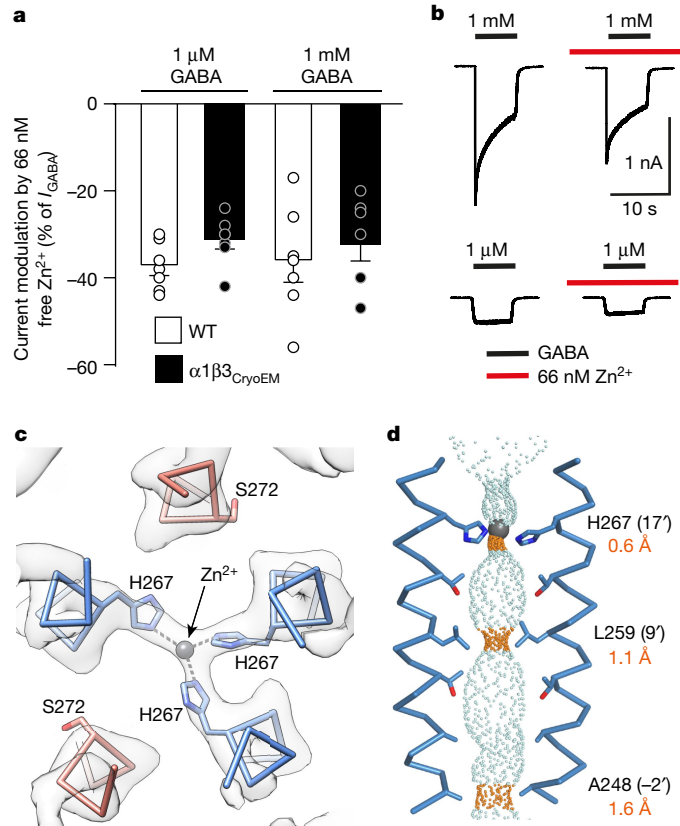 a
1 μM
GABA
1 mM
GABA
Current modulation by 66 nM
free Zn²⁺ (% of I_GABA)
0
−20
−40
−60
WT
α1β3_CryoEM
b
1 mM
1 mM
1 nA
10 s
1 μM
1 μM
GABA
66 nM Zn²⁺
c
S272
H267
Zn²⁺
H267
H267
S272
d
H267 (17′)
0.6 Å
L259 (9′)
1.1 Å
A248 (–2′)
1.6 Å